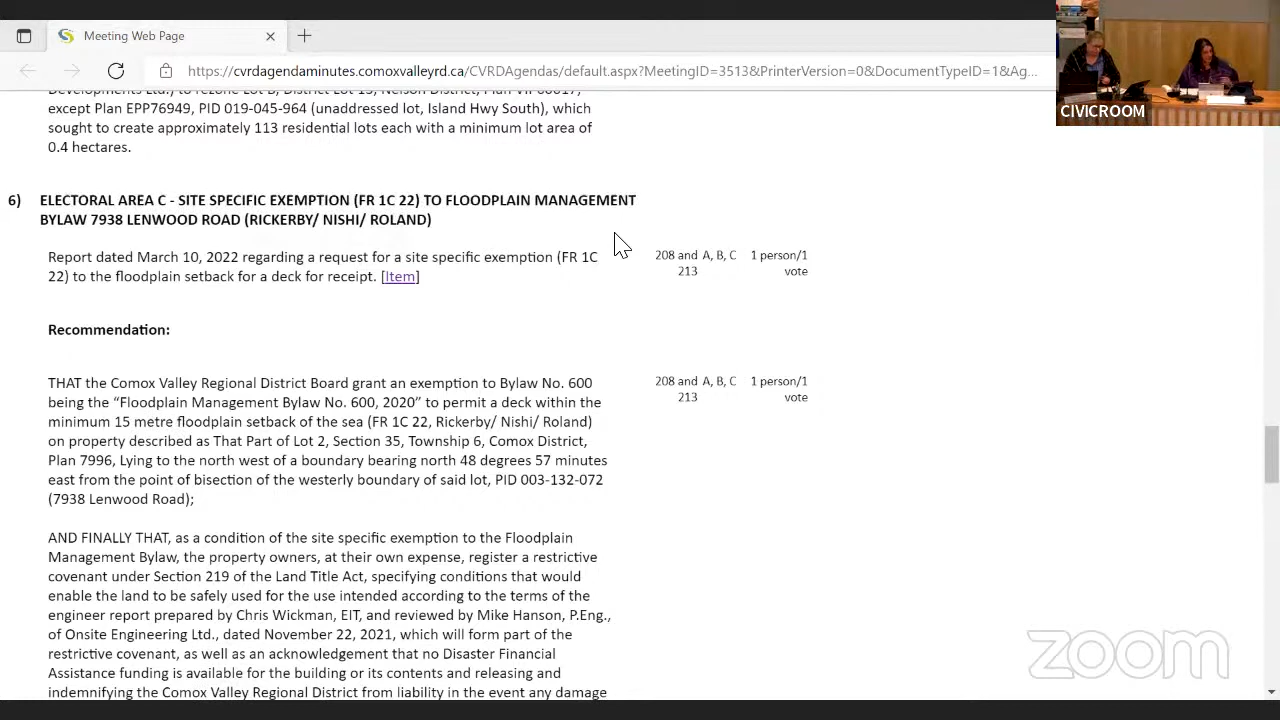 Meeting Web Page
https://cvrdagendaminutes.comoxvalleyrd.ca/CVRDAgendas/default.aspx?MeetingID=3513&PrinterVersion=0&DocumentTypeID=1&Ag...
CIVICROOM
Developments Ltd.) to rezone Lot B, District Lot 15, Nelson District, Plan VIP
except Plan EPP76949, PID 019-045-964 (unaddressed lot, Island Hwy South), which
sought to create approximately 113 residential lots each with a minimum lot area of
0.4 hectares.
6) ELECTORAL AREA C - SITE SPECIFIC EXEMPTION (FR 1C 22) TO FLOODPLAIN MANAGEMENT
BYLAW 7938 LENWOOD ROAD (RICKERBY/ NISHI/ ROLAND)
Report dated March 10, 2022 regarding a request for a site specific exemption (FR 1C
22) to the floodplain setback for a deck for receipt. [Item]
208 and A, B, C 1 person/1
213 vote
Recommendation:
THAT the Comox Valley Regional District Board grant an exemption to Bylaw No. 600
being the “Floodplain Management Bylaw No. 600, 2020” to permit a deck within the
minimum 15 metre floodplain setback of the sea (FR 1C 22, Rickerby/ Nishi/ Roland)
on property described as That Part of Lot 2, Section 35, Township 6, Comox District,
Plan 7996, Lying to the north west of a boundary bearing north 48 degrees 57 minutes
east from the point of bisection of the westerly boundary of said lot, PID 003-132-072
(7938 Lenwood Road);
208 and A, B, C 1 person/1
213 vote
AND FINALLY THAT, as a condition of the site specific exemption to the Floodplain
Management Bylaw, the property owners, at their own expense, register a restrictive
covenant under Section 219 of the Land Title Act, specifying conditions that would
enable the land to be safely used for the use intended according to the terms of the
engineer report prepared by Chris Wickman, EIT, and reviewed by Mike Hanson, P.Eng.,
of Onsite Engineering Ltd., dated November 22, 2021, which will form part of the
restrictive covenant, as well as an acknowledgement that no Disaster Financial
Assistance funding is available for the building or its contents and releasing and
indemnifying the Comox Valley Regional District from liability in the event any damage
zoom